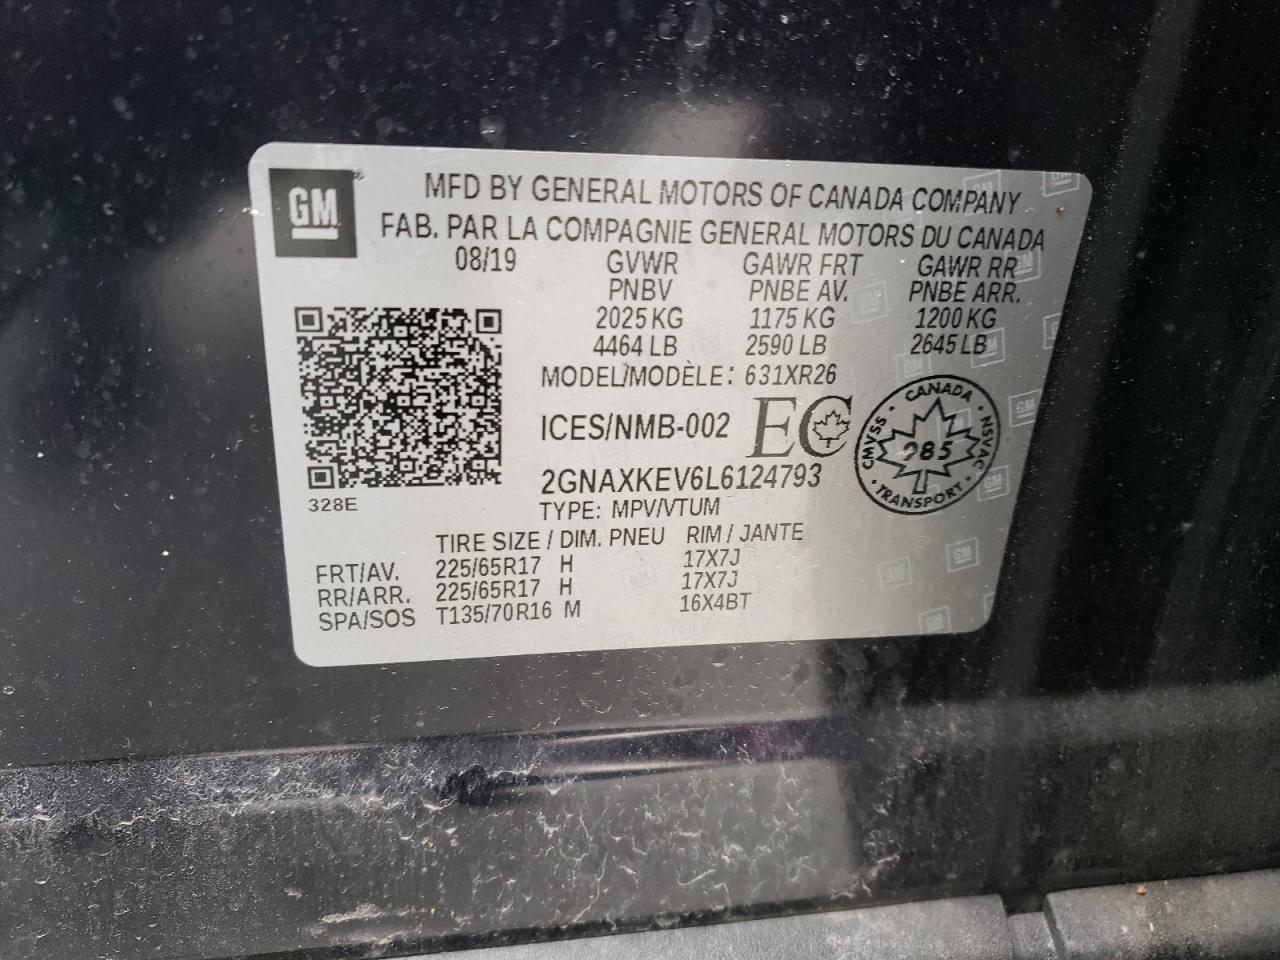 GM
MFD BY GENERAL MOTORS OF CANADA COMPANY
FAB. PAR LA COMPAGNIE GENERAL MOTORS DU CANADA
08/19 GVWR GAWR FRT GAWR RR
PNBV PNBE AV. PNBE ARR.
2025 KG 1175 KG 1200 KG
4464 LB 2590 LB 2645 LB
MODEL/MODÈLE: 631XR26
ICES/NMB-002 EC
CANADA
CMVSS 285 NSVAC
TRANSPORT
2GNAXKEV6L6124793
328E
TYPE: MPV/VTUM
TIRE SIZE / DIM. PNEU RIM / JANTE
FRT/AV. 225/65R17 H 17X7J
RR/ARR. 225/65R17 H 17X7J
SPA/SOS T135/70R16 M 16X4BT